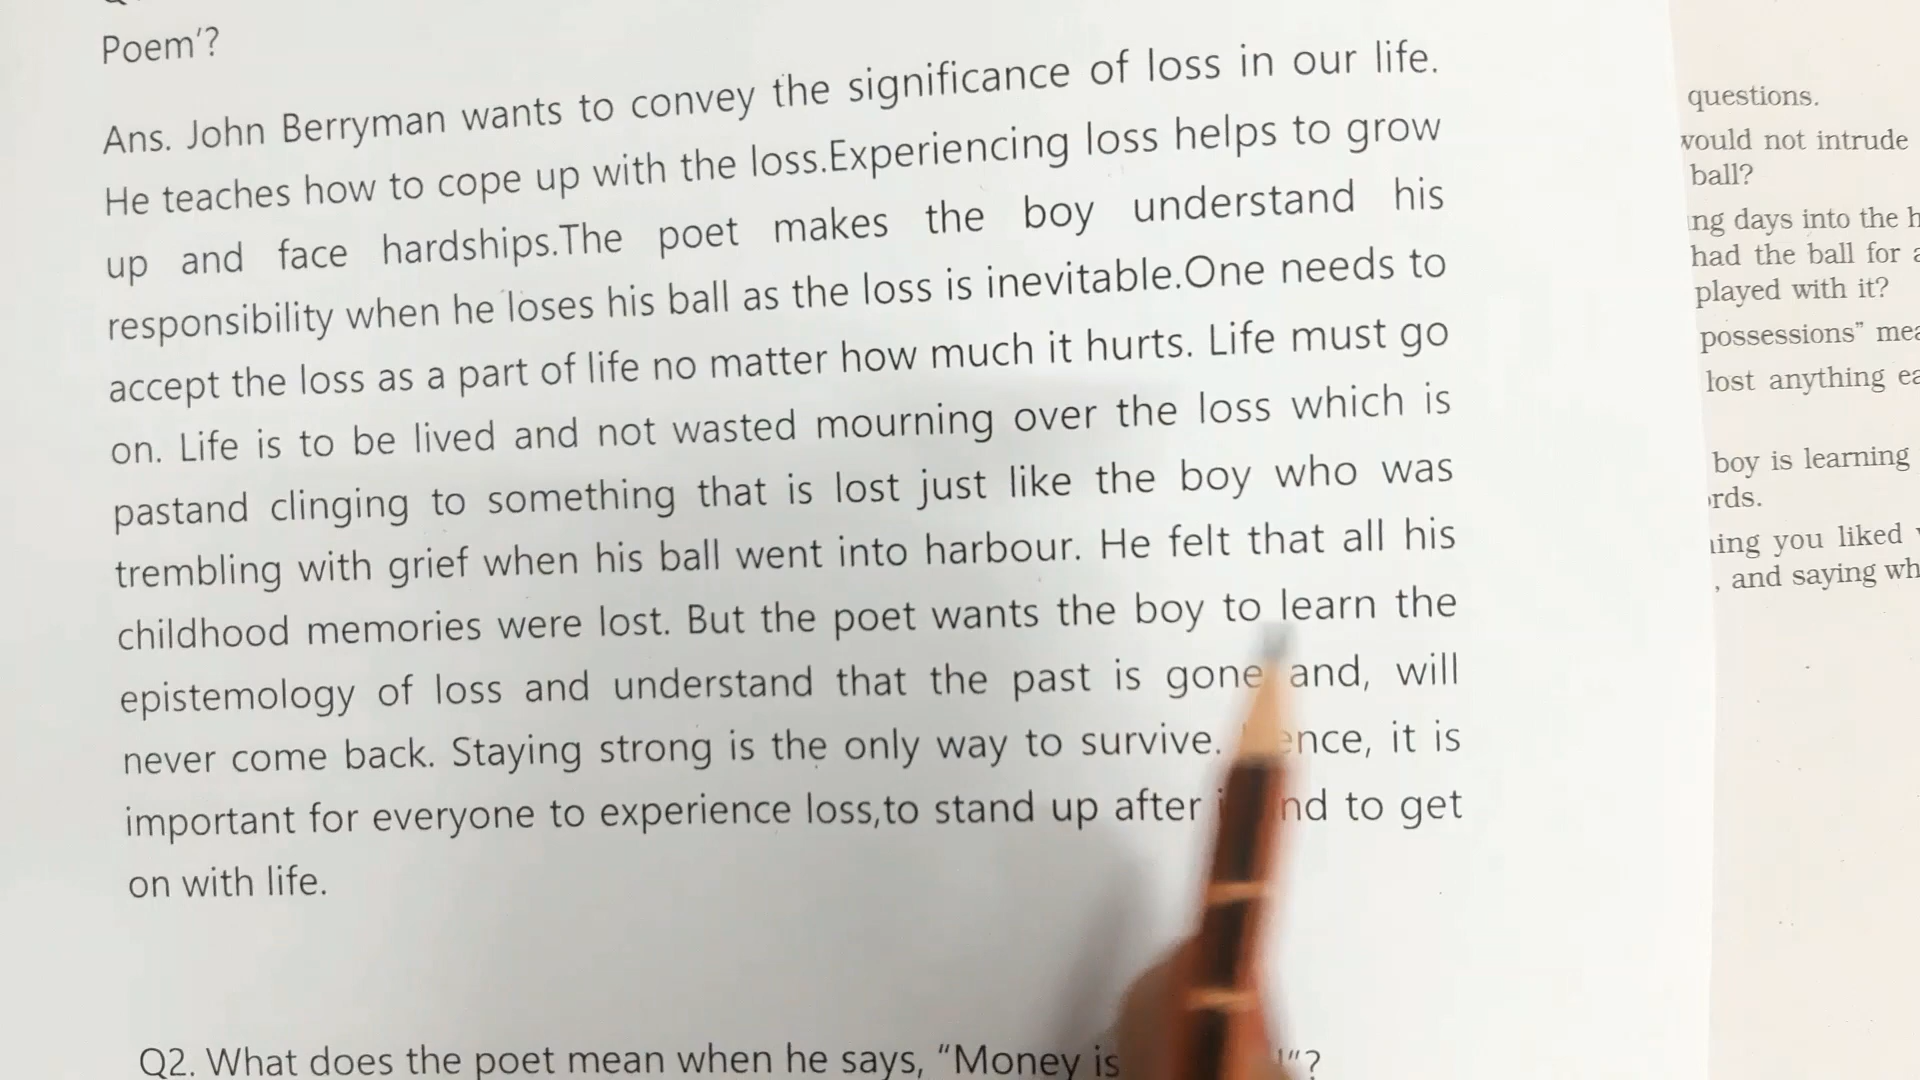 Poem'?
Ans. John Berryman wants to convey the significance of loss in our life.
He teaches how to cope up with the loss.Experiencing loss helps to grow
up and face hardships.The poet makes the boy understand his
responsibility when he loses his ball as the loss is inevitable.One needs to
accept the loss as a part of life no matter how much it hurts. Life must go
on. Life is to be lived and not wasted mourning over the loss which is
pastand clinging to something that is lost just like the boy who was
trembling with grief when his ball went into harbour. He felt that all his
childhood memories were lost. But the poet wants the boy to learn the
epistemology of loss and understand that the past is gone and, will
never come back. Staying strong is the only way to survive. it is
important for everyone to experience loss,to stand up after to get
on with life.
Q2. What does the poet mean when he says, “Money is "?
questions.
would not intrude
ball?
days into the
had the ball for
played with it?
possessions”
lost anything
boy is learning
you liked
, and saying